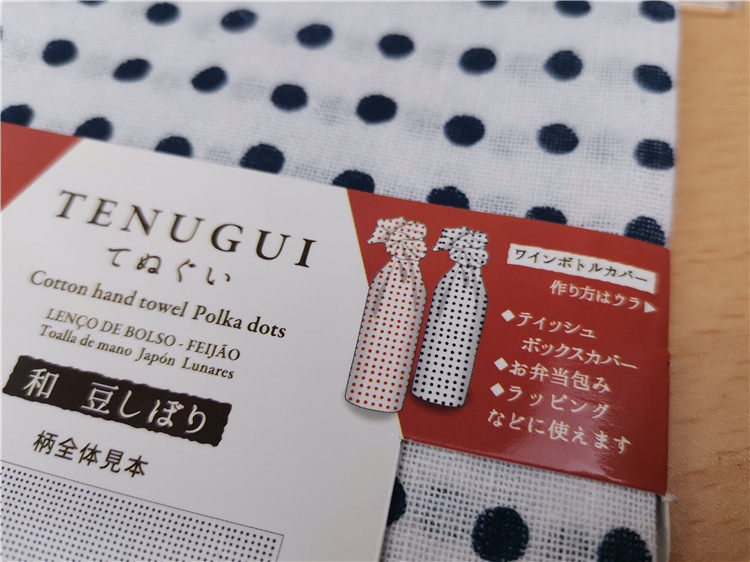 TENUGUI
てぬぐい
Cotton hand towel Polka dots
LENÇO DE BOLSO - FEIJÃO
Toalla de mano Japón Lunares
和 豆しぼり
柄全体見本
ワインボトルカバー
作り方はウラ▶
◆ティッシュ
ボックスカバー
◆お弁当包み
◆ラッピング
などに使えます